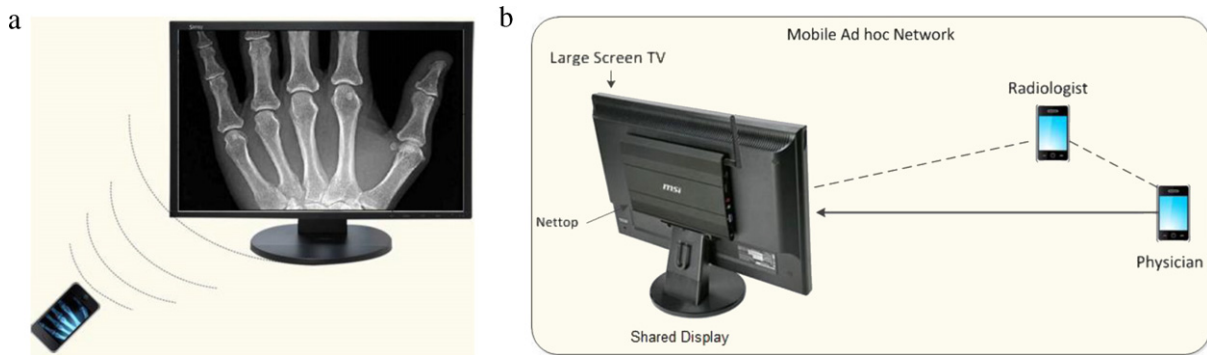 a
b
Mobile Ad hoc Network
Large Screen TV
Radiologist
msi
Nettop
Physician
Shared Display